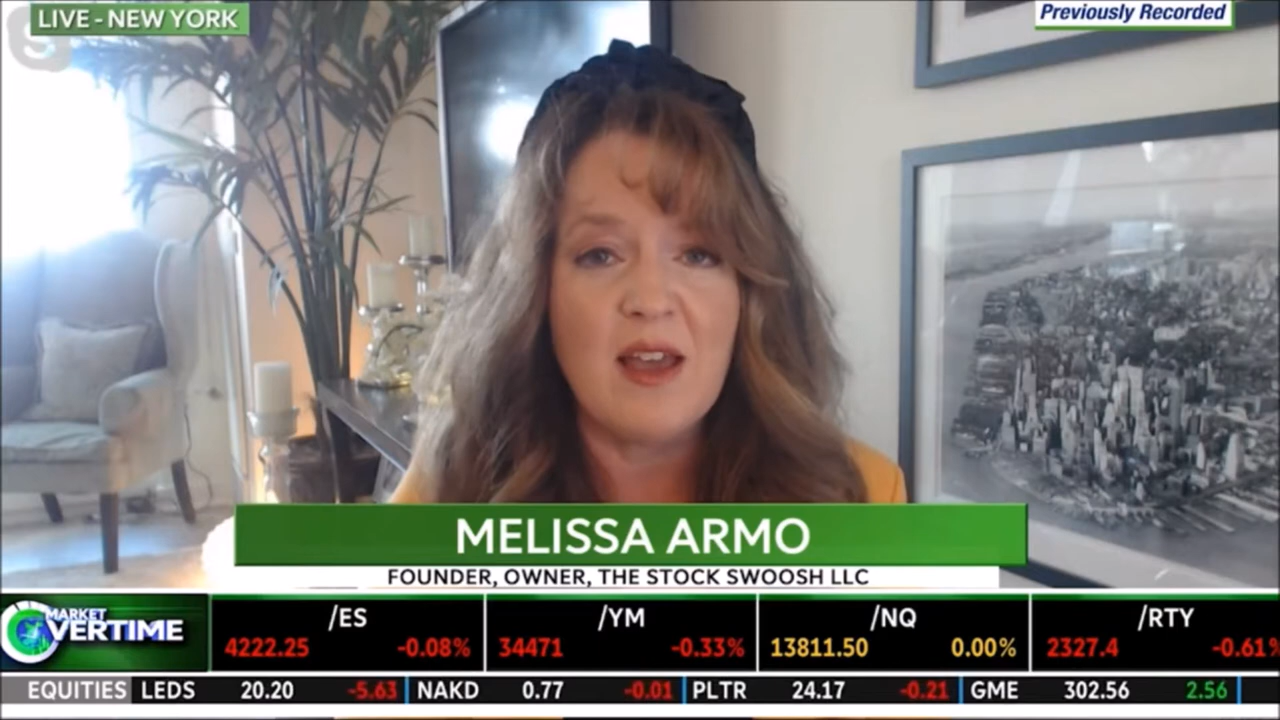 LIVE - NEW YORK
Previously Recorded
MELISSA ARMO
FOUNDER, OWNER, THE STOCK SWOOSH LLC
MARKET
VERTIME
/ES
4222.25 -0.08%
/YM
34471 -0.33%
/NQ
13811.50 0.00%
/RTY
2327.4 -0.61%
EQUITIES LEDS 20.20 -5.63 NAKD 0.77 -0.01 PLTR 24.17 -0.21 GME 302.56 2.56